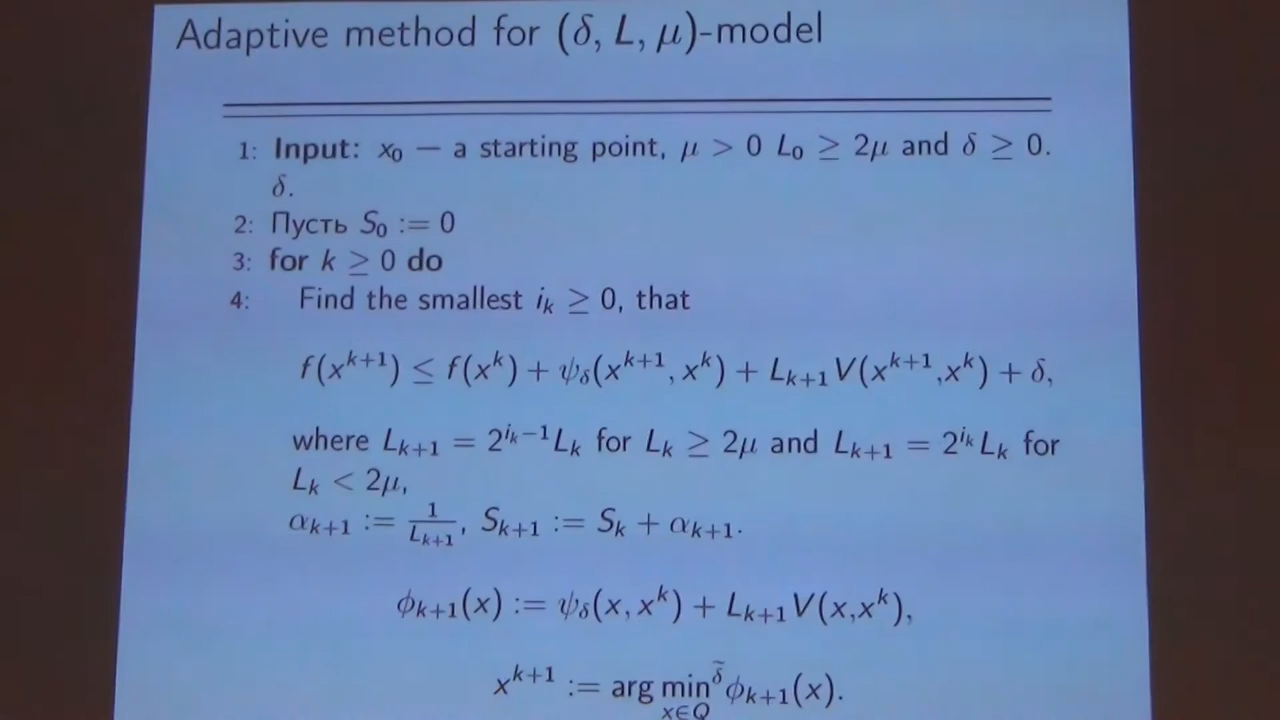 Adaptive method for (δ, L, μ)-model
1: Input: x₀ — a starting point, μ > 0 L₀ ≥ 2μ and δ ≥ 0.
δ.
2: Пусть S₀ := 0
3: for k ≥ 0 do
4: Find the smallest iₖ ≥ 0, that
f(x^{k+1}) ≤ f(x^k) + ψ_δ(x^{k+1}, x^k) + L_{k+1}V(x^{k+1},x^k) + δ,
where L_{k+1} = 2^{i_k−1}L_k for L_k ≥ 2μ and L_{k+1} = 2^{i_k}L_k for
L_k < 2μ,
α_{k+1} := 1/L_{k+1}, S_{k+1} := S_k + α_{k+1}.
ϕ_{k+1}(x) := ψ_δ(x, x^k) + L_{k+1}V(x,x^k),
x^{k+1} := arg min_{x∈Q}^{δ̃} ϕ_{k+1}(x).